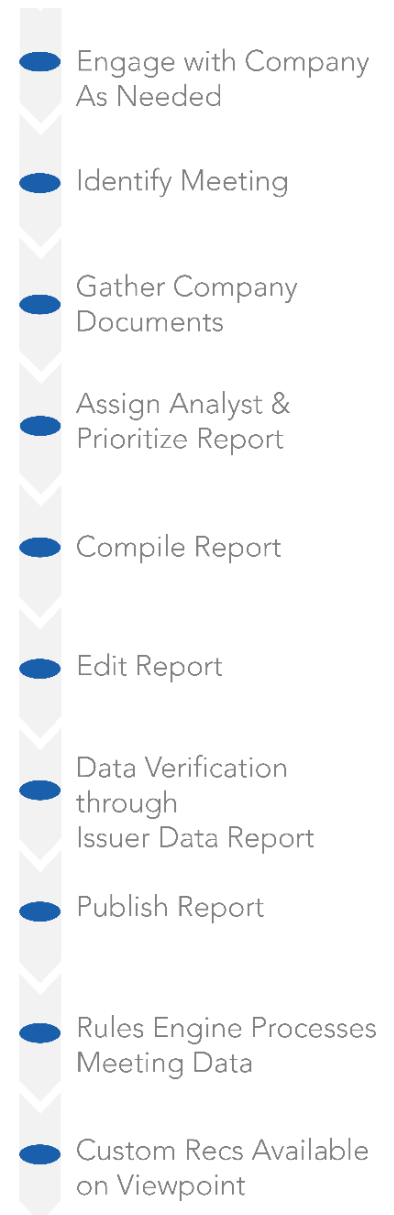 Engage with Company
As Needed
Identify Meeting
Gather Company
Documents
Assign Analyst &
Prioritize Report
Compile Report
Edit Report
Data Verification
through
Issuer Data Report
Publish Report
Rules Engine Processes
Meeting Data
Custom Recs Available
on Viewpoint